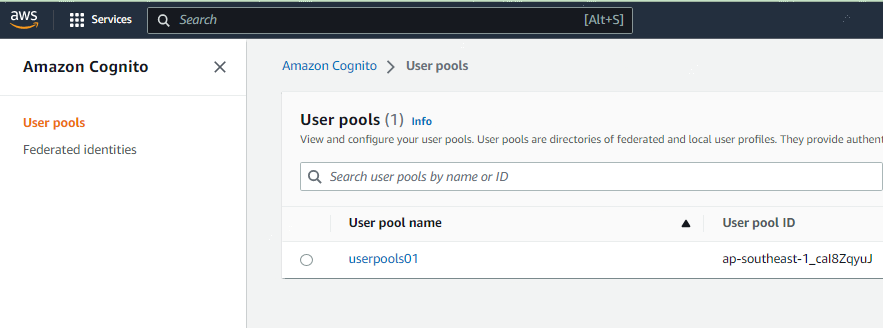 aws Services Search [Alt+S]
Amazon Cognito
User pools
Federated identities
Amazon Cognito > User pools
User pools (1) Info
View and configure your user pools. User pools are directories of federated and local user profiles. They provide authent
Search user pools by name or ID
User pool name User pool ID
userpools01 ap-southeast-1_caI8ZqyuJ